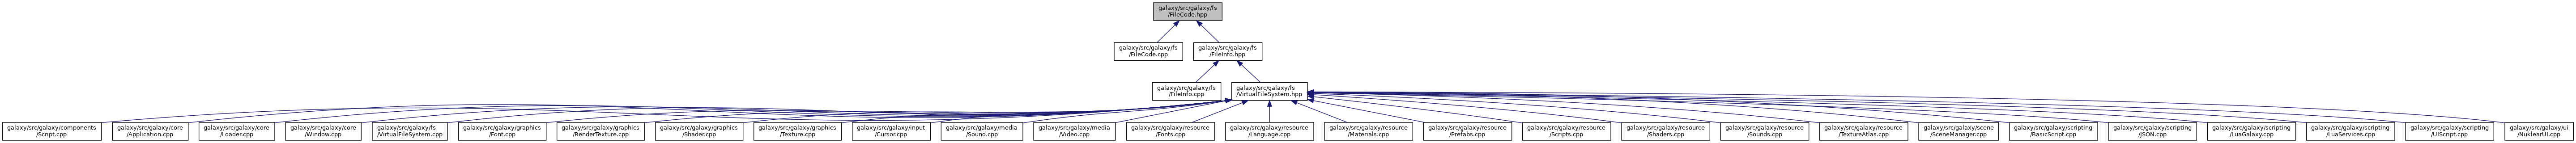 galaxy/src/galaxy/fs
/FileCode.hpp
galaxy/src/galaxy/fs
/FileCode.cpp
galaxy/src/galaxy/fs
/FileInfo.hpp
galaxy/src/galaxy/fs
/FileInfo.cpp
galaxy/src/galaxy/fs
/VirtualFileSystem.hpp
galaxy/src/galaxy/components
/Script.cpp
galaxy/src/galaxy/core
/Application.cpp
galaxy/src/galaxy/core
/Loader.cpp
galaxy/src/galaxy/core
/Window.cpp
galaxy/src/galaxy/fs
/VirtualFileSystem.cpp
galaxy/src/galaxy/graphics
/Font.cpp
galaxy/src/galaxy/graphics
/RenderTexture.cpp
galaxy/src/galaxy/graphics
/Shader.cpp
galaxy/src/galaxy/graphics
/Texture.cpp
galaxy/src/galaxy/input
/Cursor.cpp
galaxy/src/galaxy/media
/Sound.cpp
galaxy/src/galaxy/media
/Video.cpp
galaxy/src/galaxy/resource
/Fonts.cpp
galaxy/src/galaxy/resource
/Language.cpp
galaxy/src/galaxy/resource
/Materials.cpp
galaxy/src/galaxy/resource
/Prefabs.cpp
galaxy/src/galaxy/resource
/Scripts.cpp
galaxy/src/galaxy/resource
/Shaders.cpp
galaxy/src/galaxy/resource
/Sounds.cpp
galaxy/src/galaxy/resource
/TextureAtlas.cpp
galaxy/src/galaxy/scene
/SceneManager.cpp
galaxy/src/galaxy/scripting
/BasicScript.cpp
galaxy/src/galaxy/scripting
/JSON.cpp
galaxy/src/galaxy/scripting
/LuaGalaxy.cpp
galaxy/src/galaxy/scripting
/LuaServices.cpp
galaxy/src/galaxy/scripting
/UIScript.cpp
galaxy/src/galaxy/ui
/NuklearUI.cpp